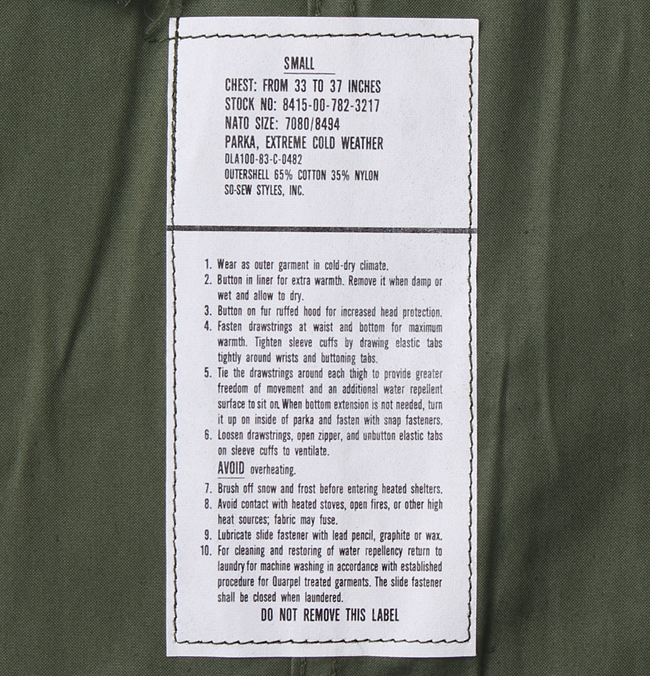 SMALL
CHEST: FROM 33 TO 37 INCHES
STOCK NO: 8415-00-782-3217
NATO SIZE: 7080/8494
PARKA, EXTREME COLD WEATHER
DLA100-83-C-0482
OUTERSHELL 65% COTTON 35% NYLON
SO-SEW STYLES, INC.
1. Wear as outer garment in cold-dry climate.
2. Button in liner for extra warmth. Remove it when damp or
wet and allow to dry.
3. Button on fur ruffed hood for increased head protection.
4. Fasten drawstrings at waist and bottom for maximum
warmth. Tighten sleeve cuffs by drawing elastic tabs
tightly around wrists and buttoning tabs.
5. Tie the drawstrings around each thigh to provide greater
freedom of movement and an additional water repellent
surface to sit on. When bottom extension is not needed, turn
it up on inside of parka and fasten with snap fasteners.
6. Loosen drawstrings, open zipper, and unbutton elastic tabs
on sleeve cuffs to ventilate.
AVOID overheating.
7. Brush off snow and frost before entering heated shelters.
8. Avoid contact with heated stoves, open fires, or other high
heat sources; fabric may fuse.
9. Lubricate slide fastener with lead pencil, graphite or wax.
10. For cleaning and restoring of water repellency return to
laundry for machine washing in accordance with established
procedure for Quarpel treated garments. The slide fastener
shall be closed when laundered.
DO NOT REMOVE THIS LABEL